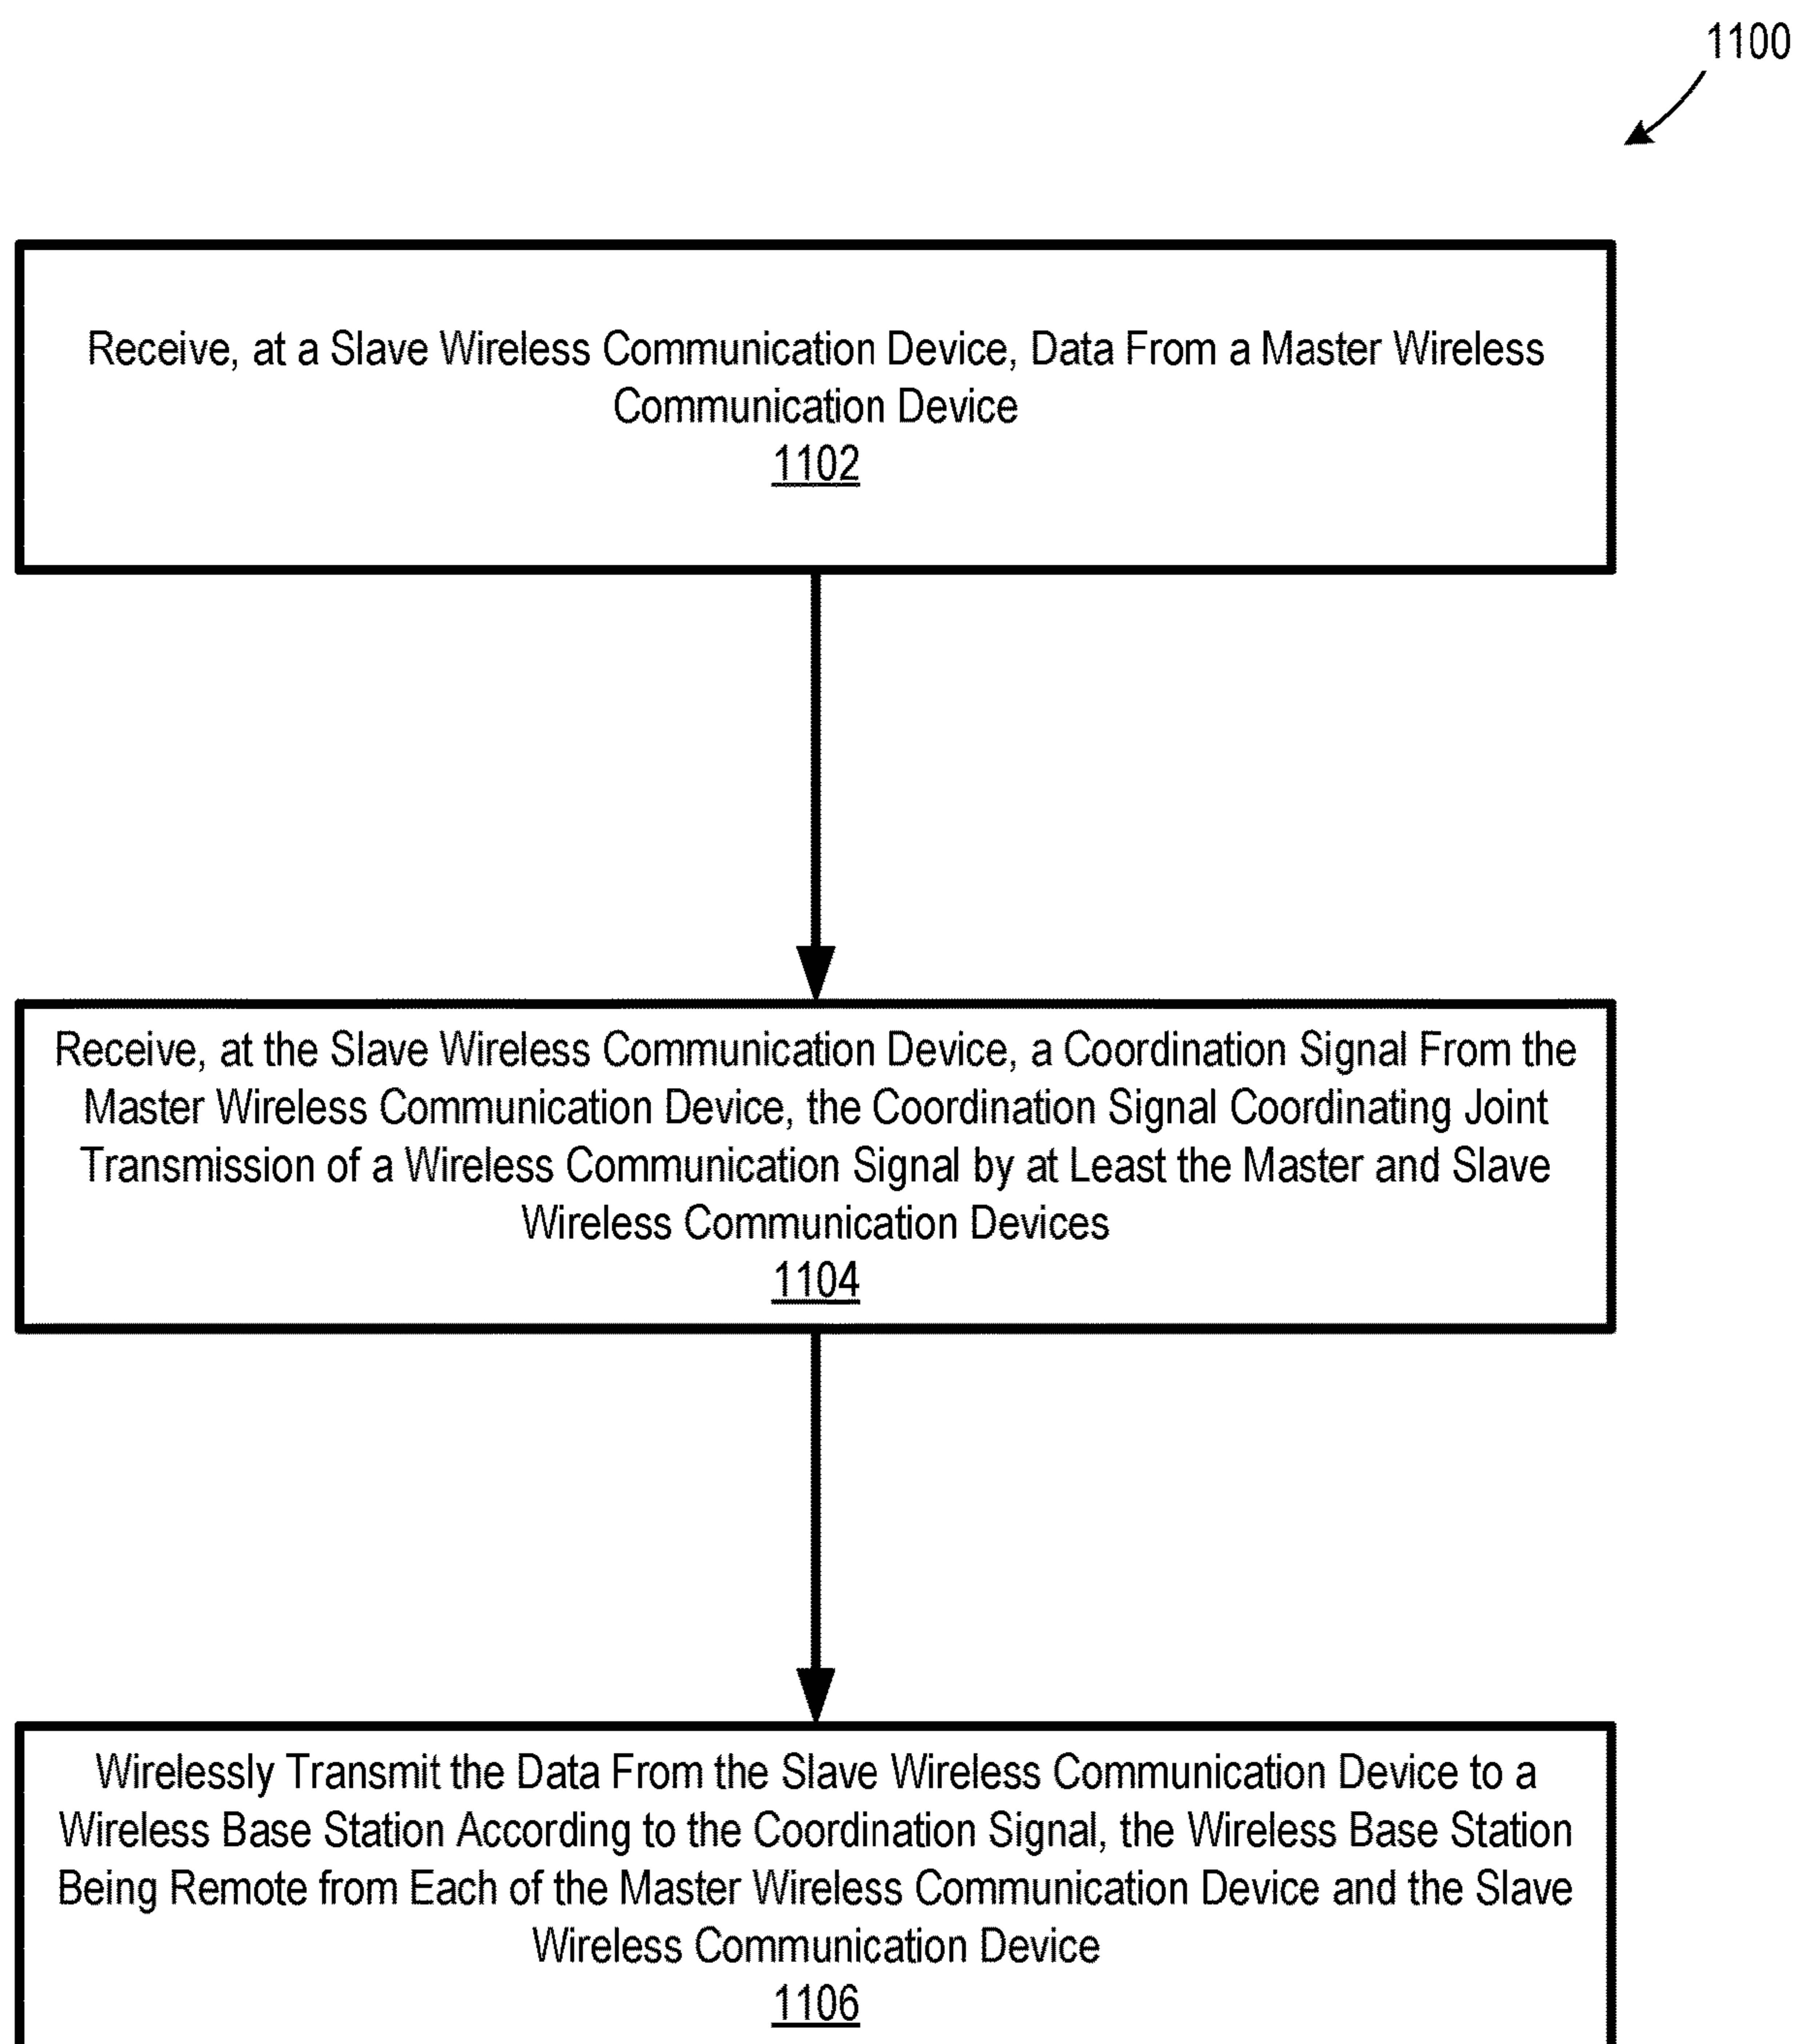 1100
Receive, at a Slave Wireless Communication Device, Data From a Master Wireless
Communication Device
1102
Receive, at the Slave Wireless Communication Device, a Coordination Signal From the
Master Wireless Communication Device, the Coordination Signal Coordinating Joint
Transmission of a Wireless Communication Signal by at Least the Master and Slave
Wireless Communication Devices
1104
Wirelessly Transmit the Data From the Slave Wireless Communication Device to a
Wireless Base Station According to the Coordination Signal, the Wireless Base Station
Being Remote from Each of the Master Wireless Communication Device and the Slave
Wireless Communication Device
1106